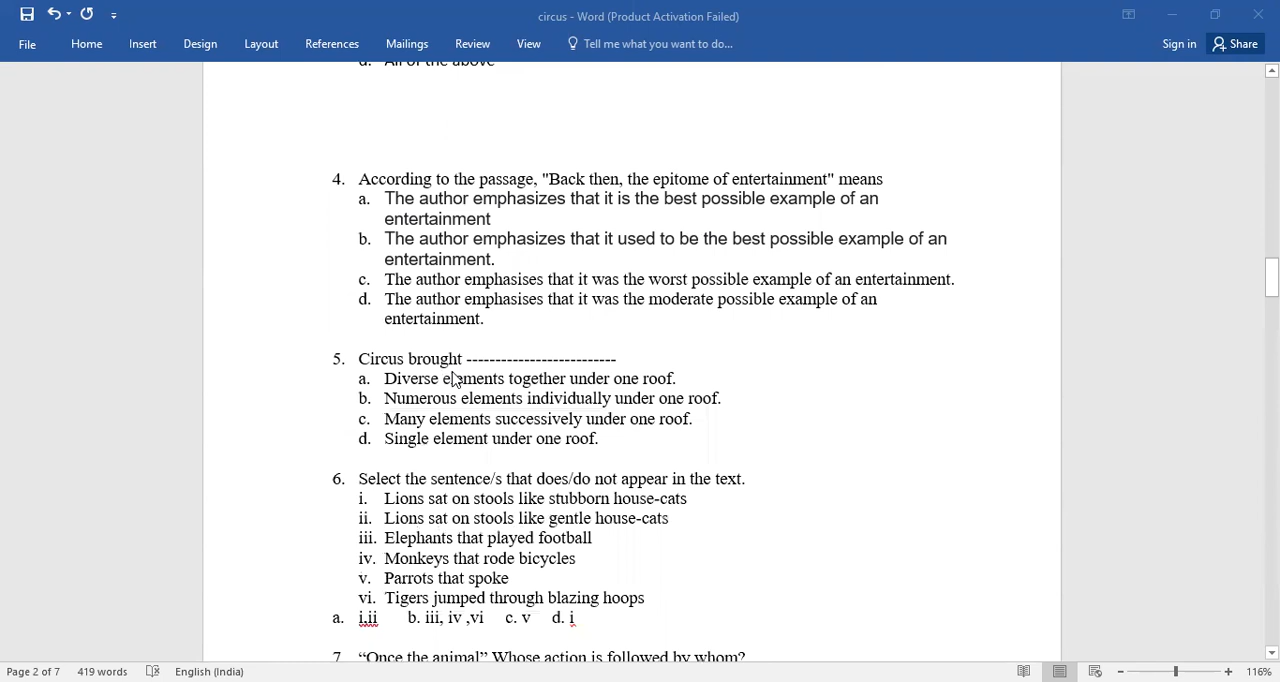 circus - Word (Product Activation Failed)
File Home Insert Design Layout References Mailings Review View Tell me what you want to do... Sign in Share
d. All of the above
4. According to the passage, "Back then, the epitome of entertainment" means
a. The author emphasizes that it is the best possible example of an
entertainment
b. The author emphasizes that it used to be the best possible example of an
entertainment.
c. The author emphasises that it was the worst possible example of an entertainment.
d. The author emphasises that it was the moderate possible example of an
entertainment.
5. Circus brought --------------------------
a. Diverse elements together under one roof.
b. Numerous elements individually under one roof.
c. Many elements successively under one roof.
d. Single element under one roof.
6. Select the sentence/s that does/do not appear in the text.
i. Lions sat on stools like stubborn house-cats
ii. Lions sat on stools like gentle house-cats
iii. Elephants that played football
iv. Monkeys that rode bicycles
v. Parrots that spoke
vi. Tigers jumped through blazing hoops
a. i,ii b. iii, iv ,vi c. v d. i
7. “Once the animal” Whose action is followed by whom?
Page 2 of 7 419 words English (India) 116%